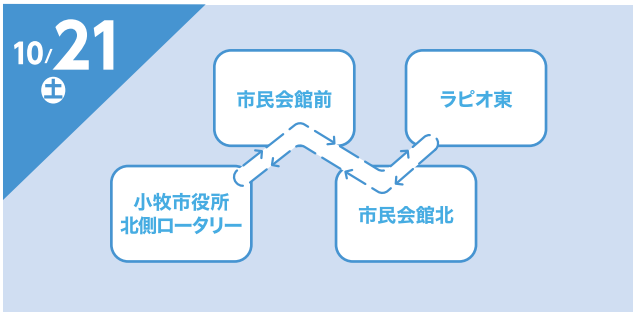 10/21
土
市民会館前
ラピオ東
小牧市役所
北側ロータリー
市民会館北